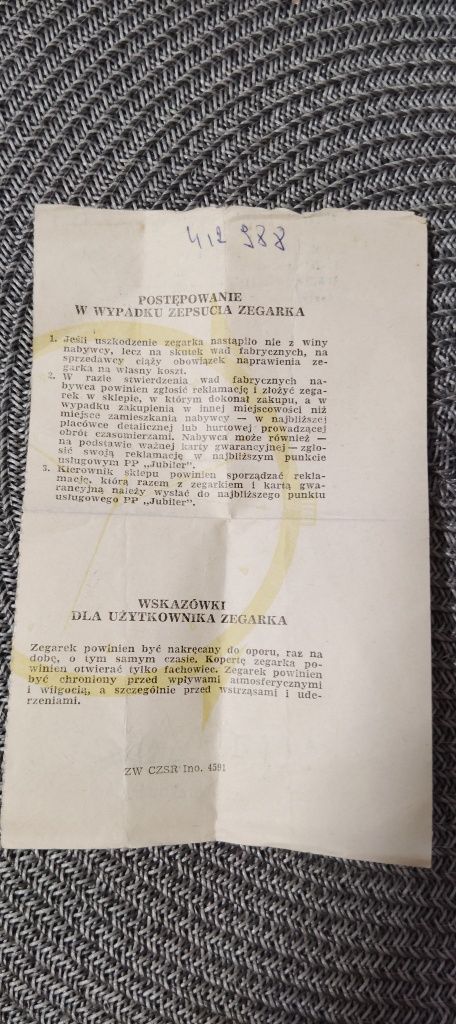 412 988
POSTĘPOWANIE
W WYPADKU ZEPSUCIA ZEGARKA
1. Jeśli uszkodzenie zegarka nastąpiło nie z winy
nabywcy, lecz na skutek wad fabrycznych, na
sprzedawcy ciąży obowiązek naprawienia ze-
garka na własny koszt.
2. W razie stwierdzenia wad fabrycznych na-
bywca powinien zgłosić reklamację i złożyć zega-
rek w sklepie, w którym dokonał zakupu, a w
wypadku zakupienia w innej miejscowości niż
miejsce zamieszkania nabywcy — w najbliższej
placówce detalicznej lub hurtowej prowadzącej
obrót czasomierzami. Nabywca może również —
na podstawie ważnej karty gwarancyjnej — zgło-
sić swoją reklamację w najbliższym punkcie
usługowym PP „Jubiler".
3. Kierownik sklepu powinien sporządzać rekla-
mację, którą razem z zegarkiem i kartą gwa-
rancyjną należy wysłać do najbliższego punktu
usługowego PP „Jubiler".
WSKAZÓWKI
DLA UŻYTKOWNIKA ZEGARKA
Zegarek powinien być nakręcany do oporu, raz na
dobę, o tym samym czasie. Kopertę zegarka po-
winien otwierać tylko fachowiec. Zegarek powinien
być chroniony przed wpływami atmosferycznymi
i wilgocią, a szczególnie przed wstrząsami i ude-
rzeniami.
ZW CZSR Ino. 4591